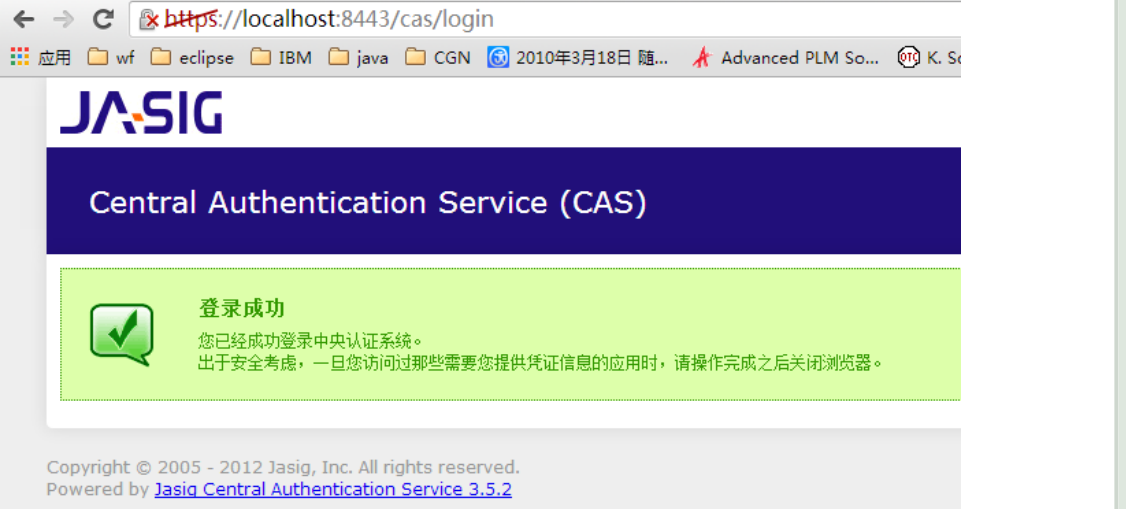 https://localhost:8443/cas/login
应用 wf eclipse IBM java CGN 2010年3月18日 随... Advanced PLM So... OTG K. Sc
JA-SIG
Central Authentication Service (CAS)
登录成功
您已经成功登录中央认证系统。
出于安全考虑，一旦您访问过那些需要您提供凭证信息的应用时，请操作完成之后关闭浏览器。
Copyright © 2005 - 2012 Jasig, Inc. All rights reserved.
Powered by Jasig Central Authentication Service 3.5.2